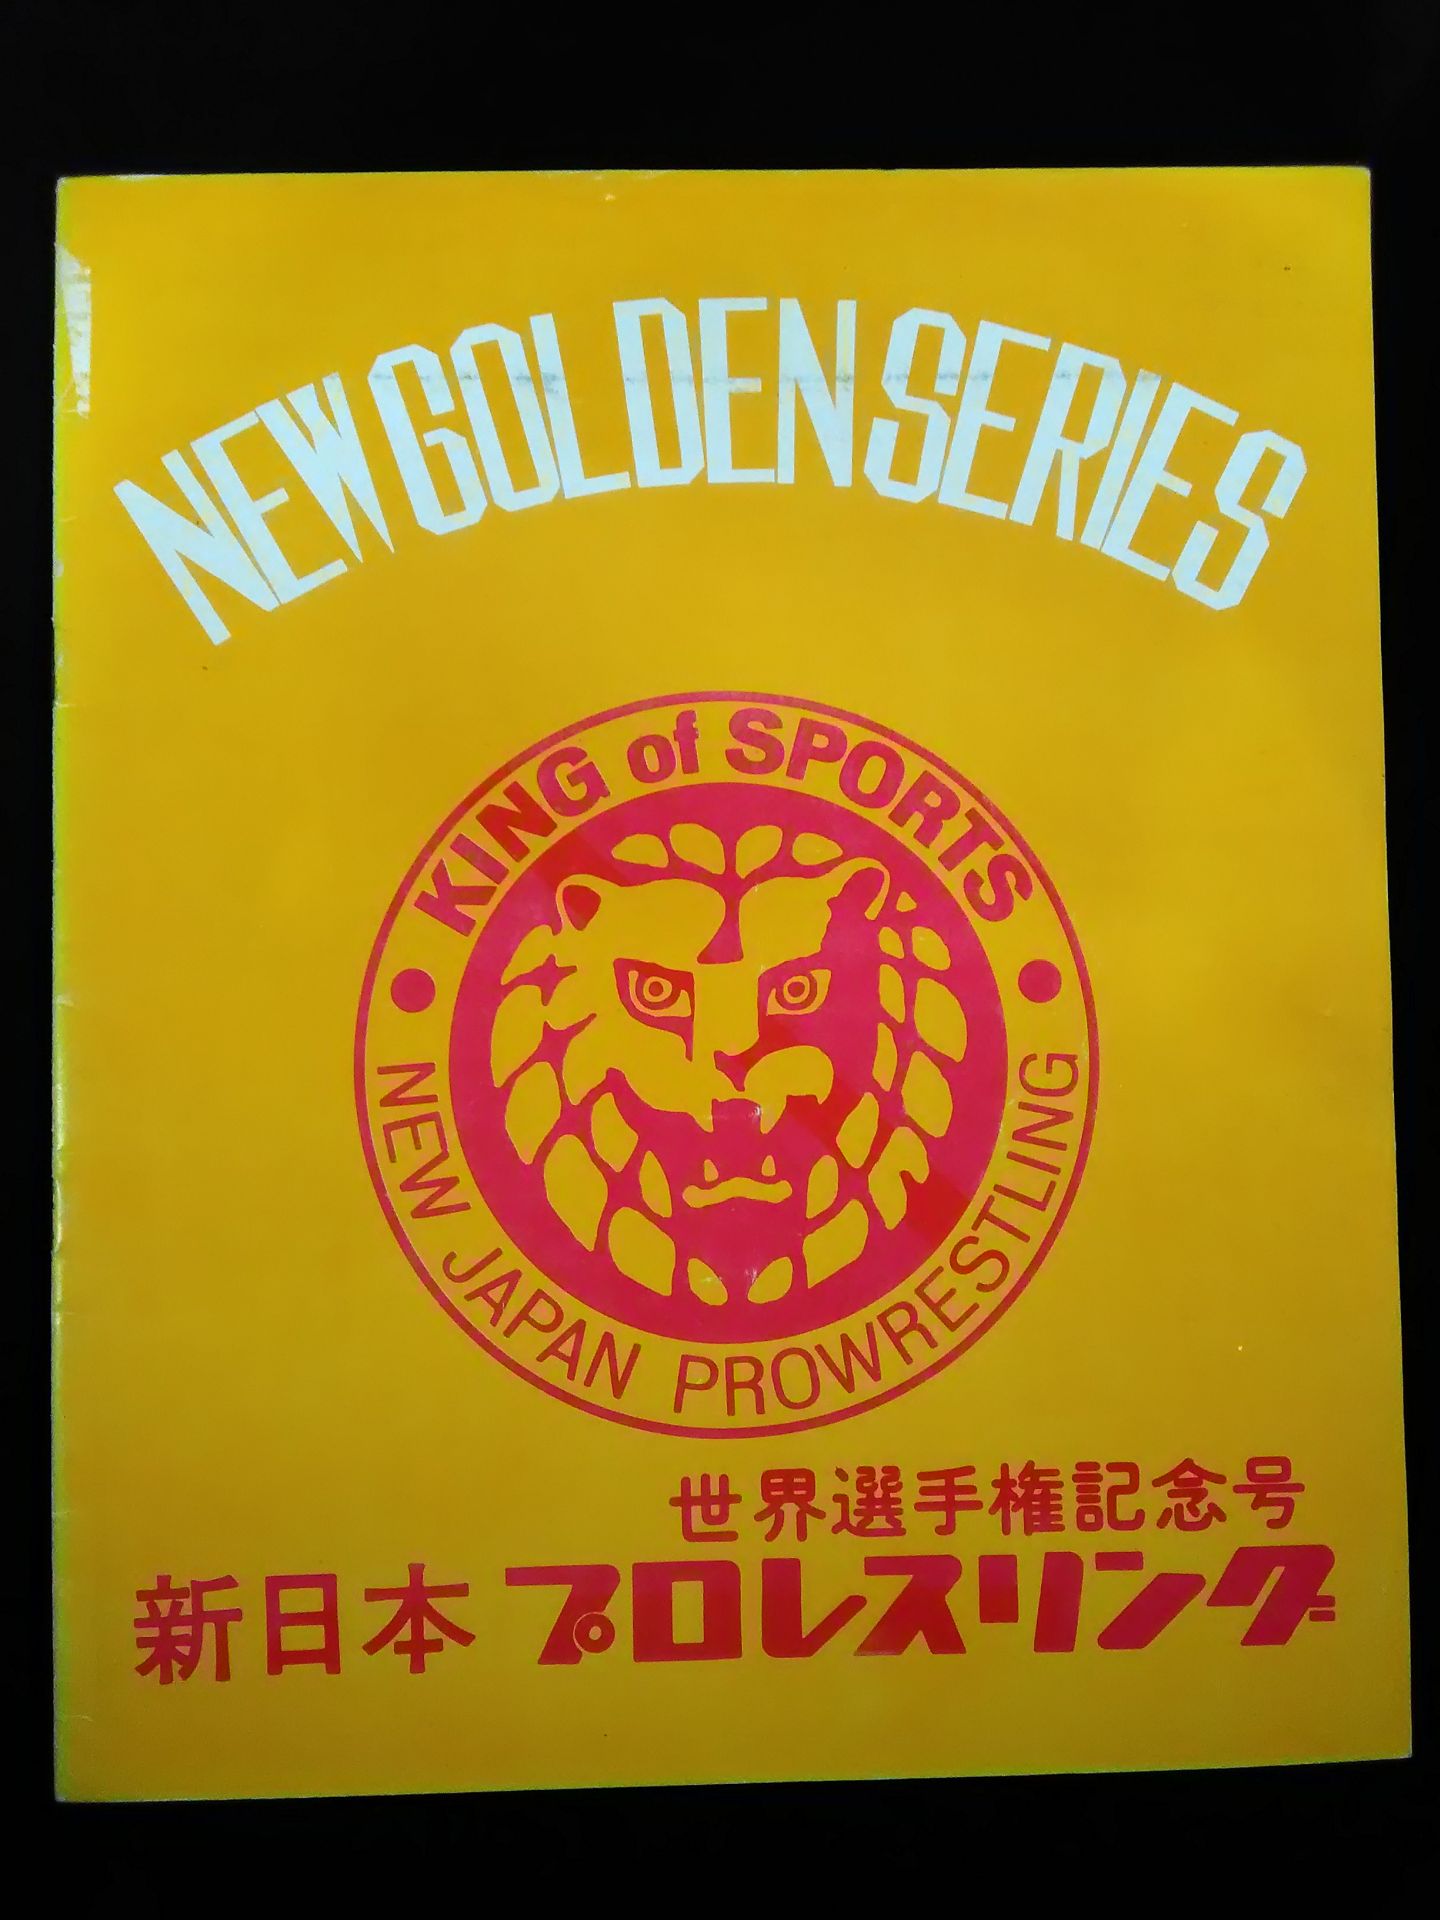 NEW GOLDEN SERIES
KING of SPORTS
NEW JAPAN PROWRESTLING
世界選手権記念号
新日本プロレスリング